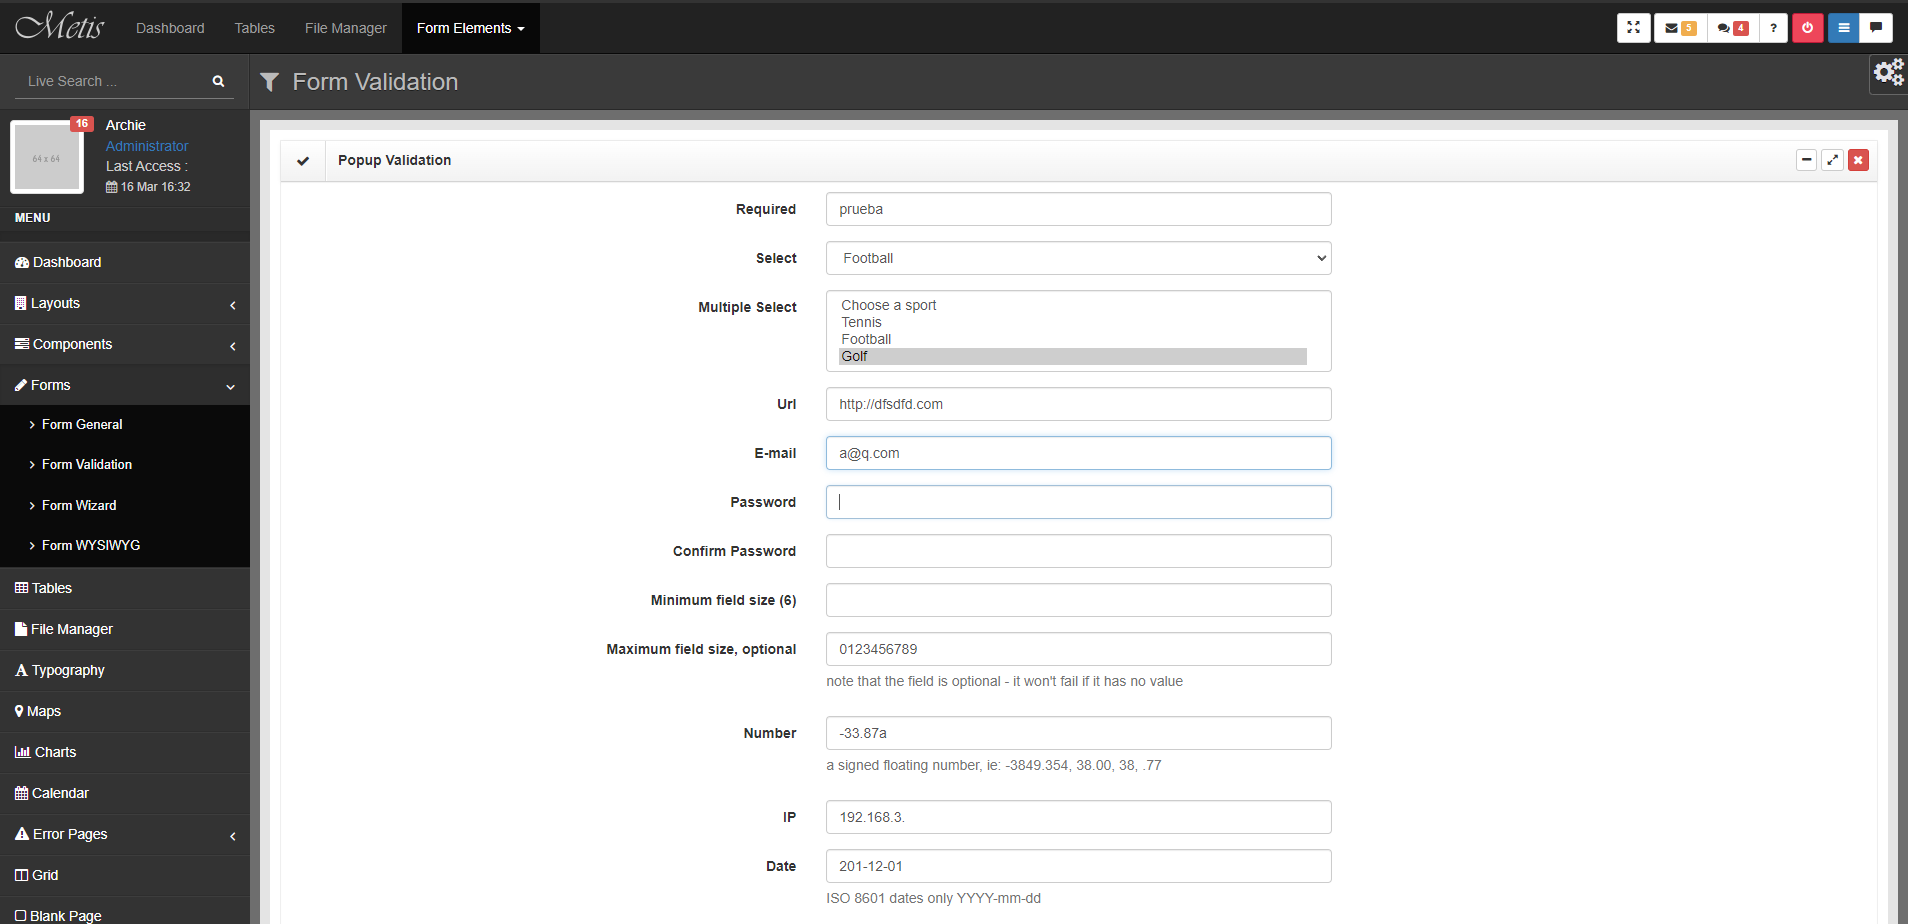 Metis Dashboard Tables File Manager Form Elements 5 4 ?
Live Search ...
Form Validation
16
64 x 64
Archie
Administrator
Last Access :
16 Mar 16:32
MENU
Dashboard
Layouts
Components
Forms
Form General
Form Validation
Form Wizard
Form WYSIWYG
Tables
File Manager
Typography
Maps
Charts
Calendar
Error Pages
Grid
Blank Page
Popup Validation
Required prueba
Select Football
Multiple Select Choose a sport
Tennis
Football
Golf
Url http://dfsdfd.com
E-mail a@q.com
Password
Confirm Password
Minimum field size (6)
Maximum field size, optional 0123456789
note that the field is optional - it won't fail if it has no value
Number -33.87a
a signed floating number, ie: -3849.354, 38.00, 38, .77
IP 192.168.3.
Date 201-12-01
ISO 8601 dates only YYYY-mm-dd